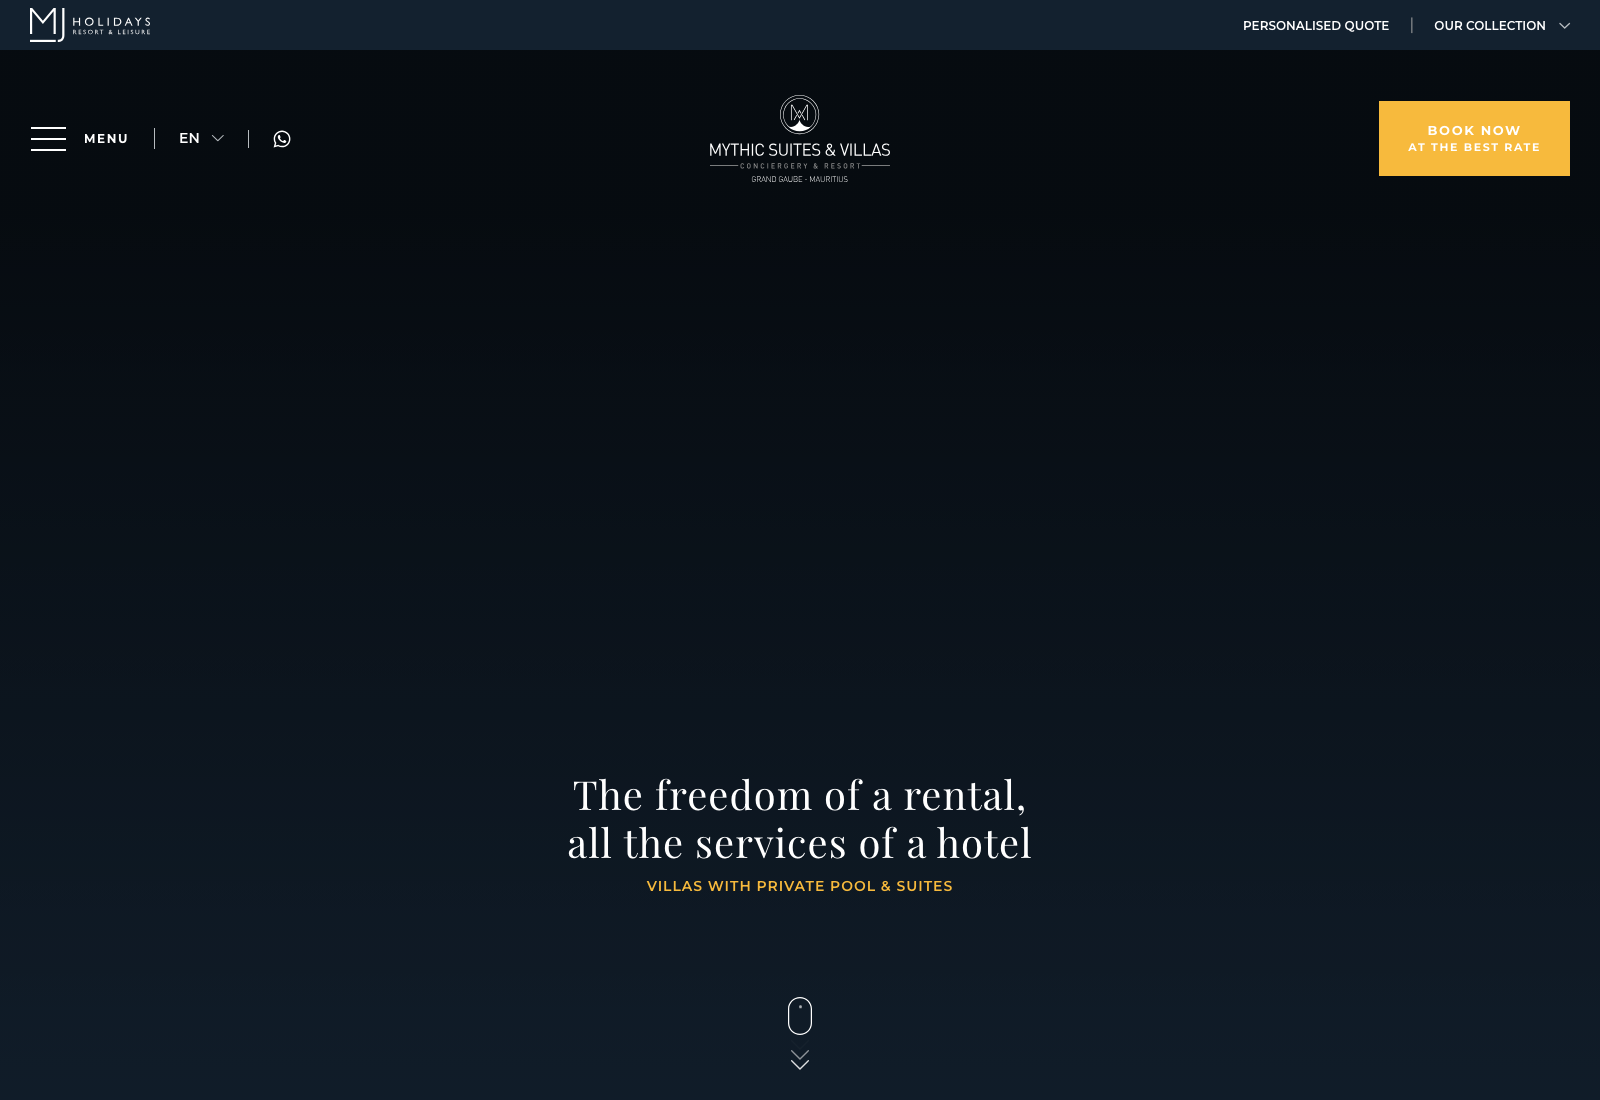 MJ HOLIDAYS
RESORT & LEISURE
PERSONALISED QUOTE
OUR COLLECTION
MENU
EN
MYTHIC SUITES & VILLAS
CONCIERGERY & RESORT
GRAND GAUBE - MAURITIUS
BOOK NOW
AT THE BEST RATE
The freedom of a rental,
all the services of a hotel
VILLAS WITH PRIVATE POOL & SUITES